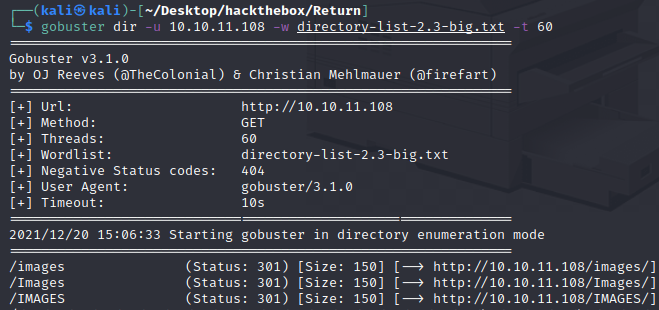 ┌──(kali㉿kali)-[~/Desktop/hackthebox/Return]
└─$ gobuster dir -u 10.10.11.108 -w directory-list-2.3-big.txt -t 60
===============================================================
Gobuster v3.1.0
by OJ Reeves (@TheColonial) & Christian Mehlmauer (@firefart)
===============================================================
[+] Url: http://10.10.11.108
[+] Method: GET
[+] Threads: 60
[+] Wordlist: directory-list-2.3-big.txt
[+] Negative Status codes: 404
[+] User Agent: gobuster/3.1.0
[+] Timeout: 10s
===============================================================
2021/12/20 15:06:33 Starting gobuster in directory enumeration mode
===============================================================
/images (Status: 301) [Size: 150] [--> http://10.10.11.108/images/]
/Images (Status: 301) [Size: 150] [--> http://10.10.11.108/Images/]
/IMAGES (Status: 301) [Size: 150] [--> http://10.10.11.108/IMAGES/]